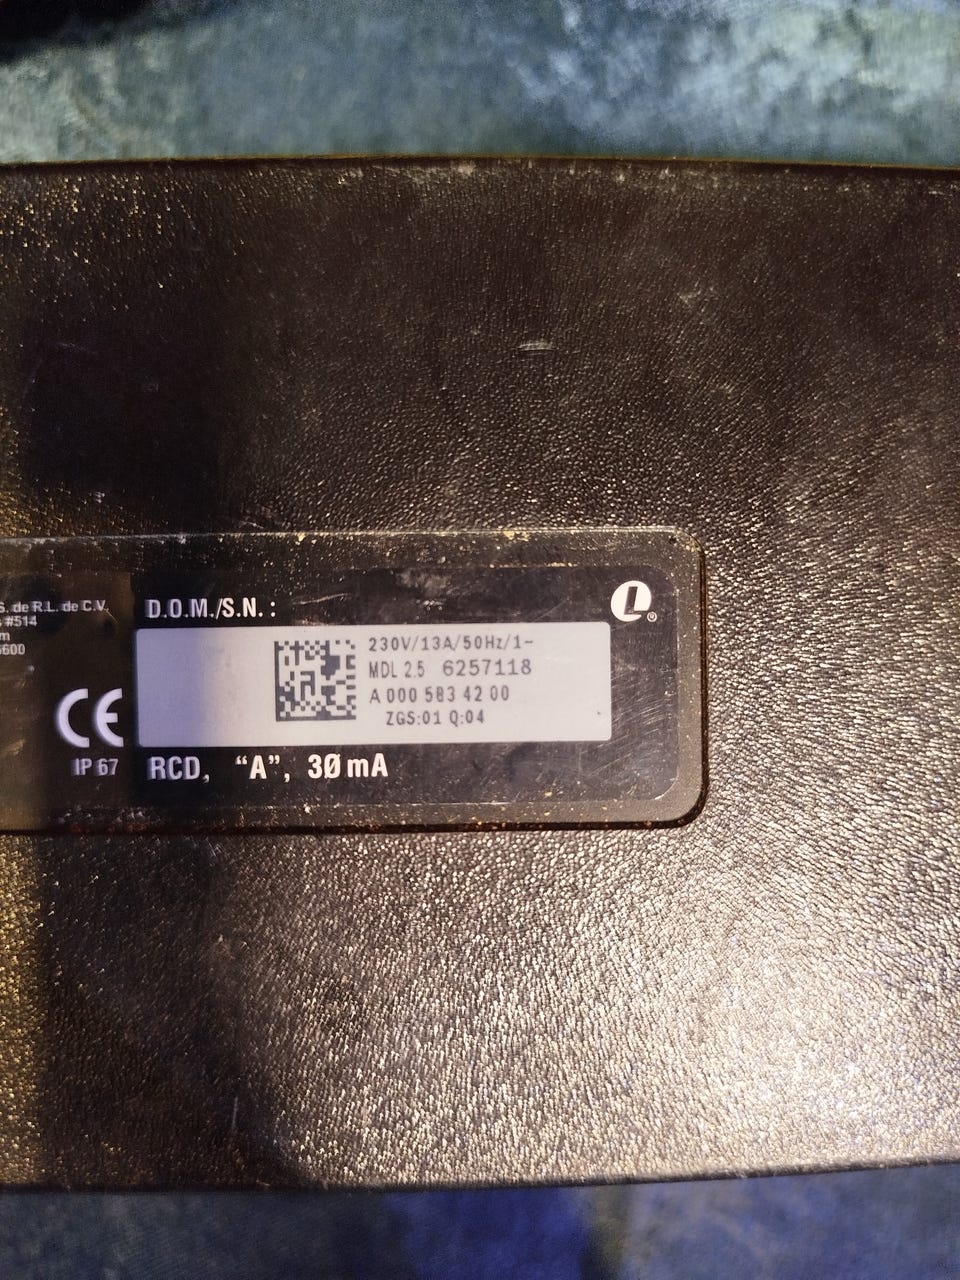 S. de R.L. de C.V.
#514
5600
D.O.M./S.N. :
L®
230V/13A/50Hz/1~
MDL 2.5 6257118
A 000 583 42 00
ZGS:01 Q:04
CE
IP 67
RCD, “A”, 30mA